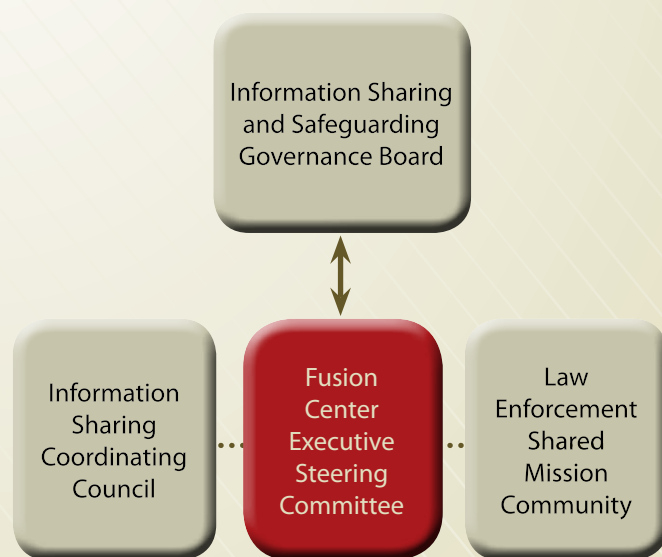 Information Sharing
and Safeguarding
Governance Board
Information
Sharing
Coordinating
Council
Fusion
Center
Executive
Steering
Committee
Law
Enforcement
Shared
Mission
Community